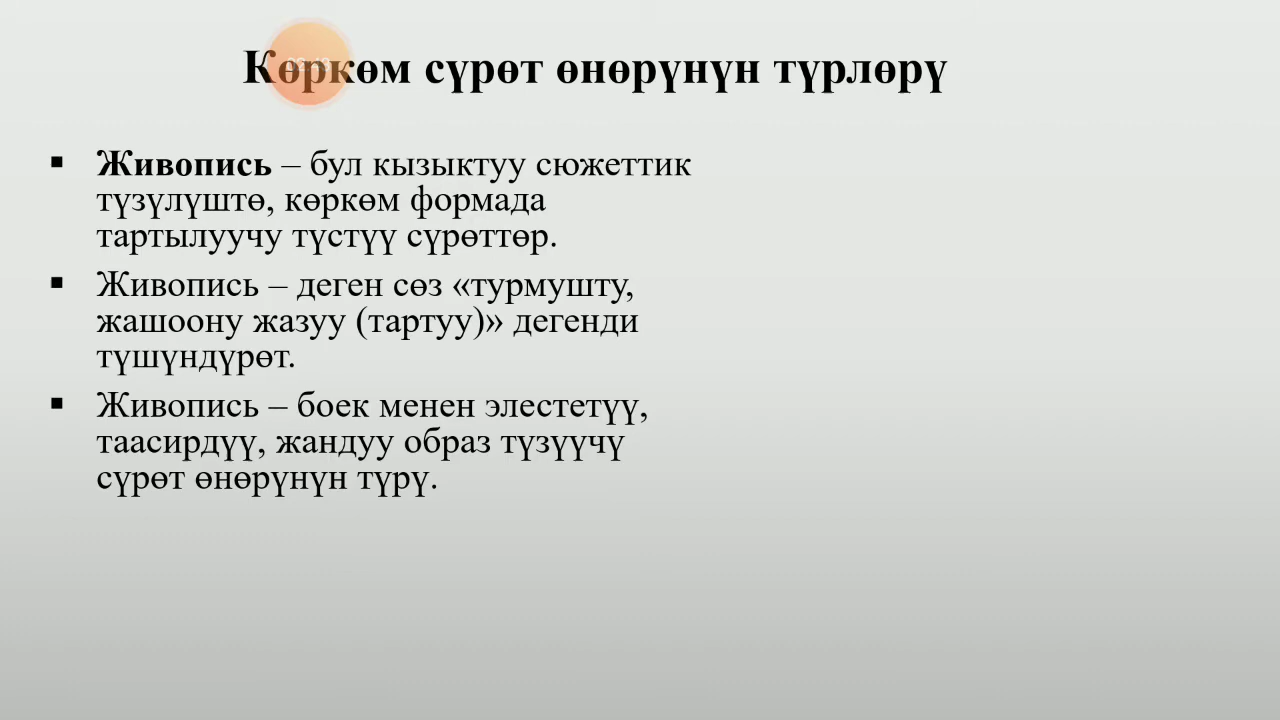 Көркөм сүрөт өнөрүнүн түрлөрү
▪ Живопись – бул кызыктуу сюжеттик
түзүлүштө, көркөм формада
тартылуучу түстүү сүрөттөр.
▪ Живопись – деген сөз «турмушту,
жашоону жазуу (тартуу)» дегенди
түшүндүрөт.
▪ Живопись – боек менен элестетүү,
таасирдүү, жандуу образ түзүүчү
сүрөт өнөрүнүн түрү.